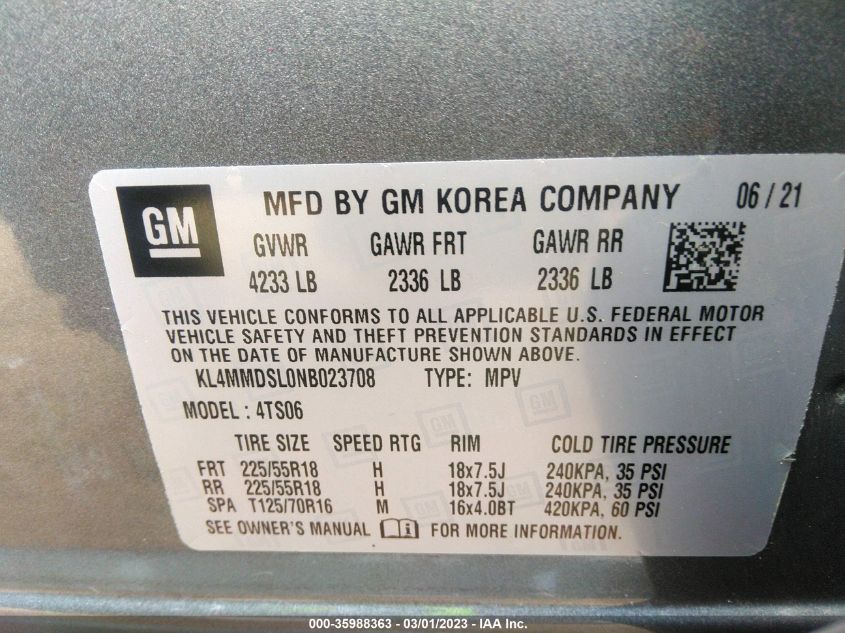 GM MFD BY GM KOREA COMPANY 06 / 21
GVWR GAWR FRT GAWR RR
4233 LB 2336 LB 2336 LB
THIS VEHICLE CONFORMS TO ALL APPLICABLE U.S. FEDERAL MOTOR
VEHICLE SAFETY AND THEFT PREVENTION STANDARDS IN EFFECT
ON THE DATE OF MANUFACTURE SHOWN ABOVE.
KL4MMDSL0NB023708 TYPE: MPV
MODEL : 4TS06
TIRE SIZE SPEED RTG RIM COLD TIRE PRESSURE
FRT 225/55R18 H 18x7.5J 240KPA, 35 PSI
RR 225/55R18 H 18x7.5J 240KPA, 35 PSI
SPA T125/70R16 M 16x4.0BT 420KPA, 60 PSI
SEE OWNER'S MANUAL FOR MORE INFORMATION.
000-35988363 - 03/01/2023 - IAA Inc.